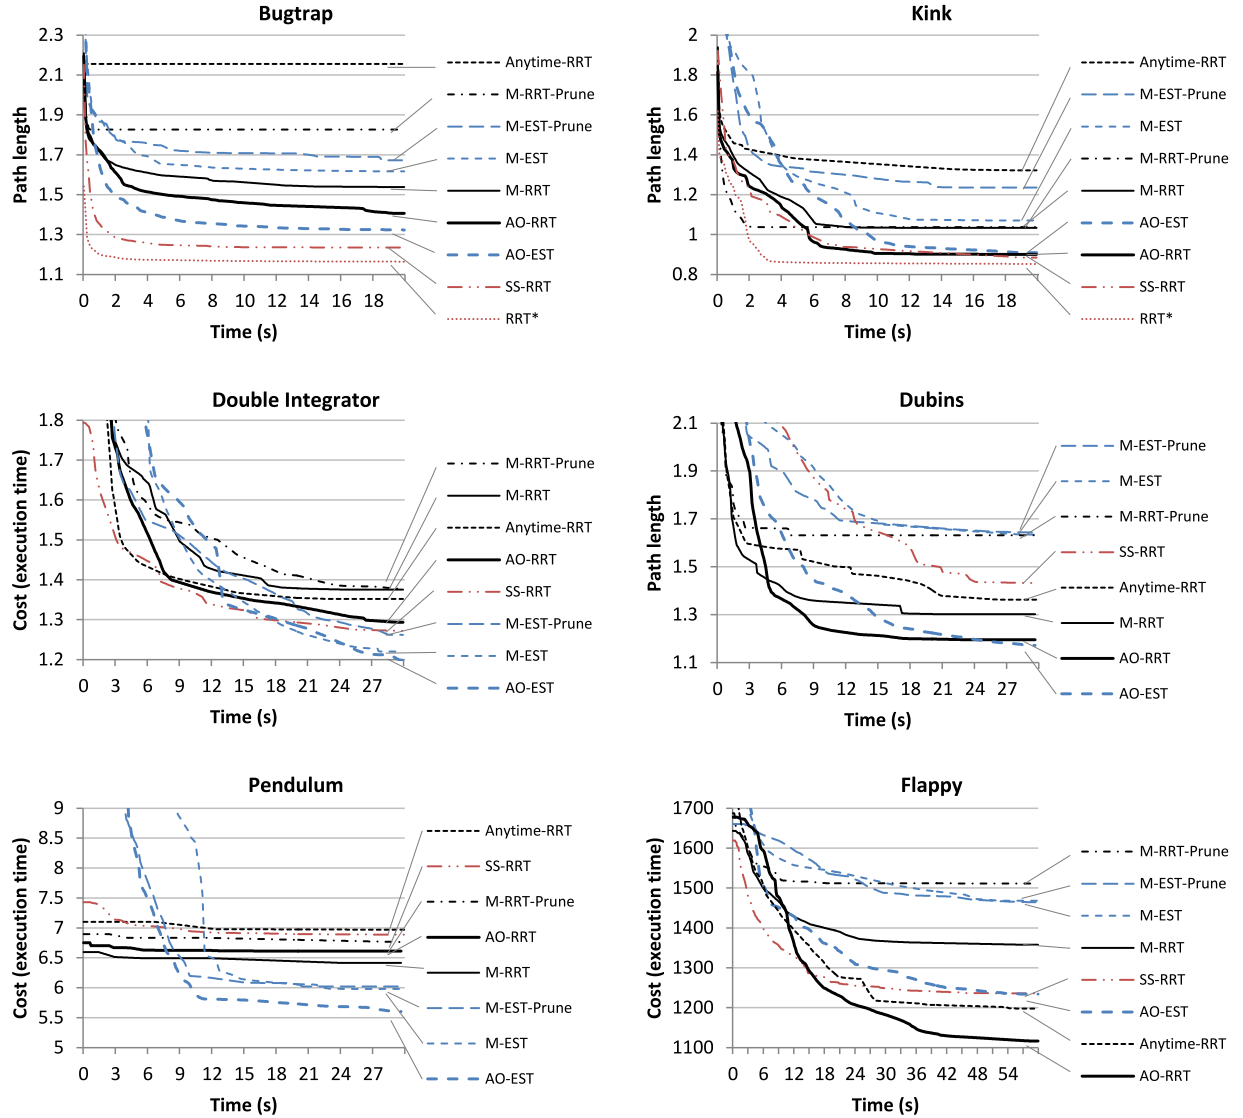 Bugtrap
Path length
2.3
2.1
1.9
1.7
1.5
1.3
1.1
0 2 4 6 8 10 12 14 16 18
Time (s)
Anytime-RRT
M-RRT-Prune
M-EST-Prune
M-EST
M-RRT
AO-RRT
AO-EST
SS-RRT
RRT*
Kink
Path length
2
1.8
1.6
1.4
1.2
1
0.8
0 2 4 6 8 10 12 14 16 18
Time (s)
Anytime-RRT
M-EST-Prune
M-EST
M-RRT-Prune
M-RRT
AO-EST
AO-RRT
SS-RRT
RRT*
Double Integrator
Cost (execution time)
1.8
1.7
1.6
1.5
1.4
1.3
1.2
0 3 6 9 12 15 18 21 24 27
Time (s)
M-RRT-Prune
M-RRT
Anytime-RRT
AO-RRT
SS-RRT
M-EST-Prune
M-EST
AO-EST
Dubins
Path length
2.1
1.9
1.7
1.5
1.3
1.1
0 3 6 9 12 15 18 21 24 27
Time (s)
M-EST-Prune
M-EST
M-RRT-Prune
SS-RRT
Anytime-RRT
M-RRT
AO-RRT
AO-EST
Pendulum
Cost (execution time)
9
8.5
8
7.5
7
6.5
6
5.5
5
0 3 6 9 12 15 18 21 24 27
Time (s)
Anytime-RRT
SS-RRT
M-RRT-Prune
AO-RRT
M-RRT
M-EST-Prune
M-EST
AO-EST
Flappy
Cost (execution time)
1700
1600
1500
1400
1300
1200
1100
0 6 12 18 24 30 36 42 48 54
Time (s)
M-RRT-Prune
M-EST-Prune
M-EST
M-RRT
SS-RRT
AO-EST
Anytime-RRT
AO-RRT